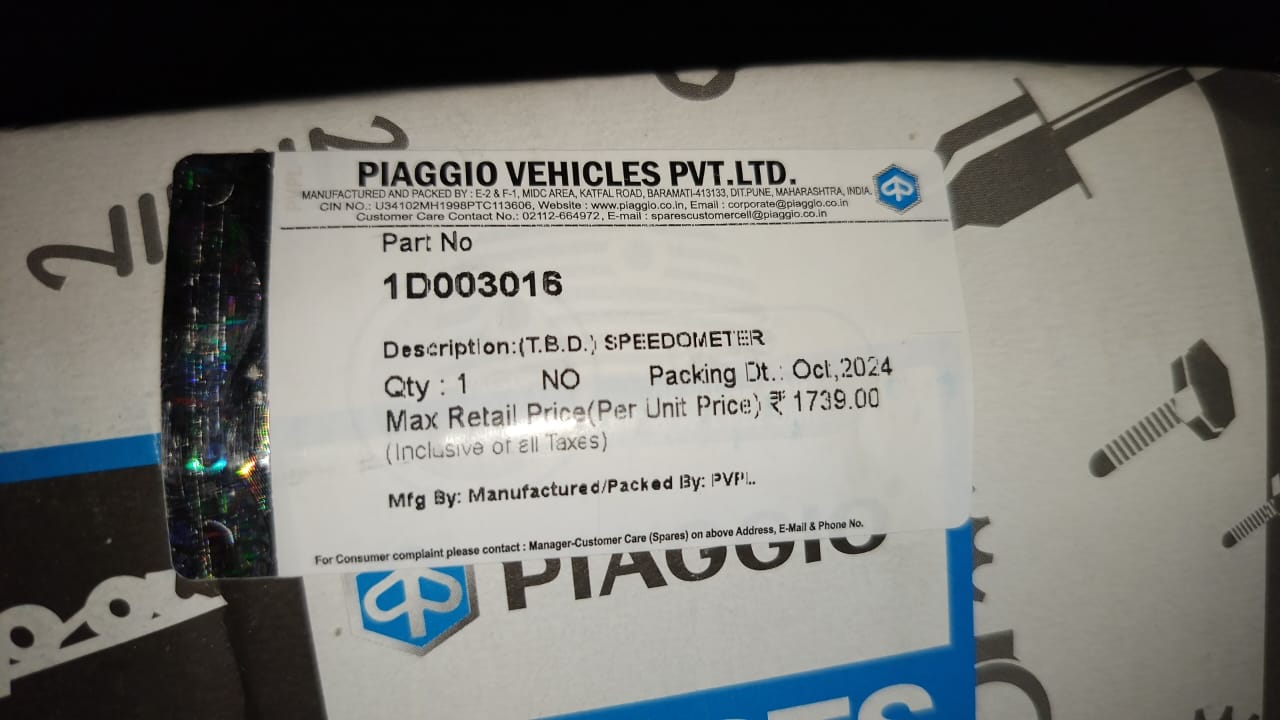 PIAGGIO VEHICLES PVT.LTD.
MANUFACTURED AND PACKED BY : E-2 & F-1, MIDC AREA, KATFAL ROAD, BARAMATI-413133, DIT.PUNE, MAHARASHTRA, INDIA.
CIN NO.: U34102MH1998PTC113606, Website : www.piaggio.co.in, Email : corporate@piaggio.co.in
Customer Care Contact No.: 02112-664972, E-mail : sparescustomercell@piaggio.co.in
Part No
1D003016
Description:(T.B.D.) SPEEDOMETER
Qty : 1 NO Packing Dt.: Oct,2024
Max Retail Price(Per Unit Price) ₹ 1739.00
(Inclusive of all Taxes)
Mfg By: Manufactured/Packed By: PVPL.
For Consumer complaint please contact : Manager-Customer Care (Spares) on above Address, E-Mail & Phone No.
PIAGGIO